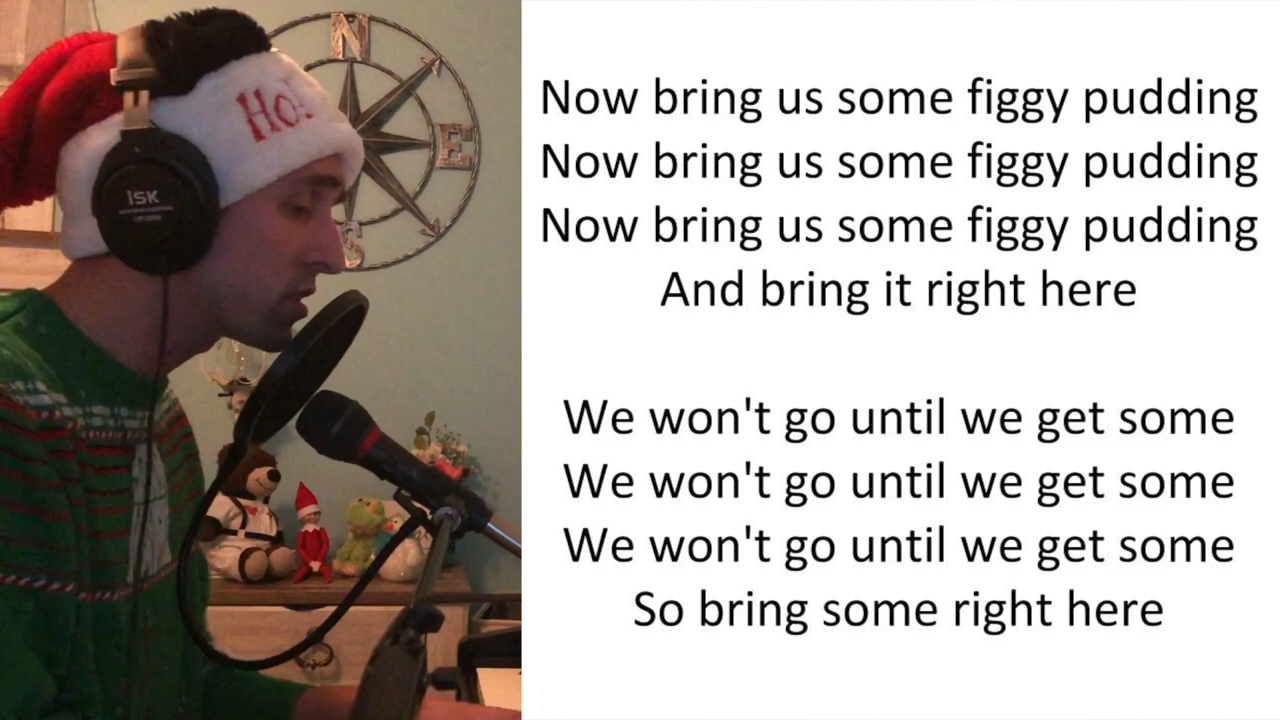 N
HO!
E
iSK
S
Now bring us some figgy pudding
Now bring us some figgy pudding
Now bring us some figgy pudding
And bring it right here
We won't go until we get some
We won't go until we get some
We won't go until we get some
So bring some right here